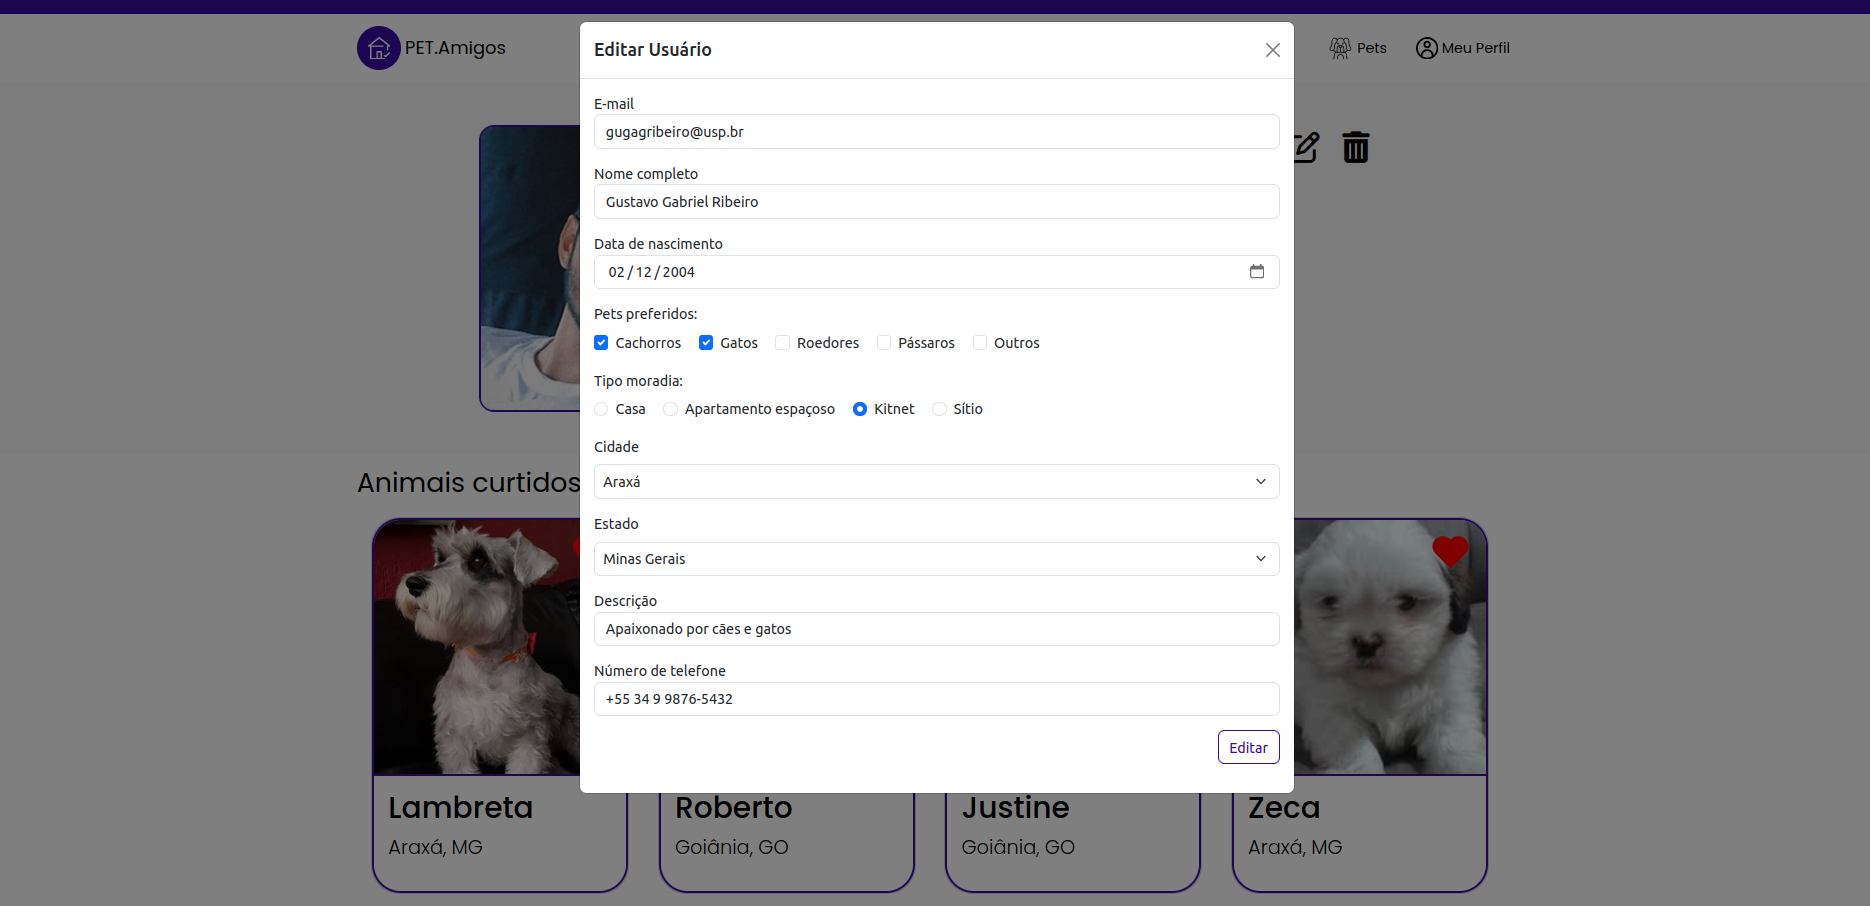 PET.Amigos
Pets
Meu Perfil
Editar Usuário
E-mail
gugagribeiro@usp.br
Nome completo
Gustavo Gabriel Ribeiro
Data de nascimento
02/12/2004
Pets preferidos:
Cachorros Gatos Roedores Pássaros Outros
Tipo moradia:
Casa Apartamento espaçoso Kitnet Sítio
Cidade
Araxá
Estado
Minas Gerais
Descrição
Apaixonado por cães e gatos
Número de telefone
+55 34 9 9876-5432
Editar
Animais curtidos
Lambreta
Araxá, MG
Roberto
Goiânia, GO
Justine
Goiânia, GO
Zeca
Araxá, MG